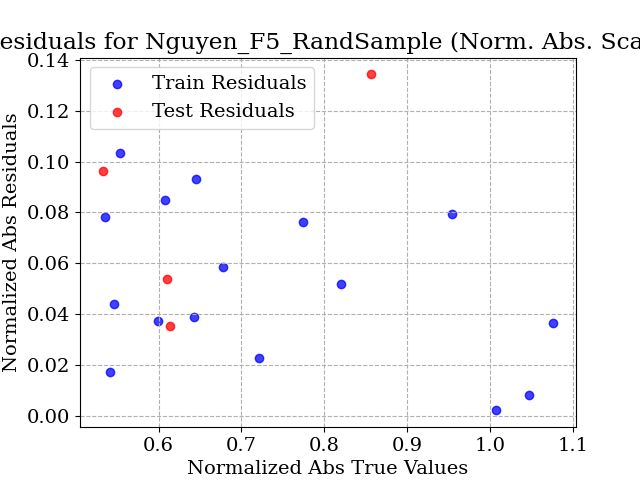 esiduals for Nguyen_F5_RandSample (Norm. Abs. Sca
Train Residuals
Test Residuals
Normalized Abs Residuals
0.14
0.12
0.10
0.08
0.06
0.04
0.02
0.00
0.6 0.7 0.8 0.9 1.0 1.1
Normalized Abs True Values